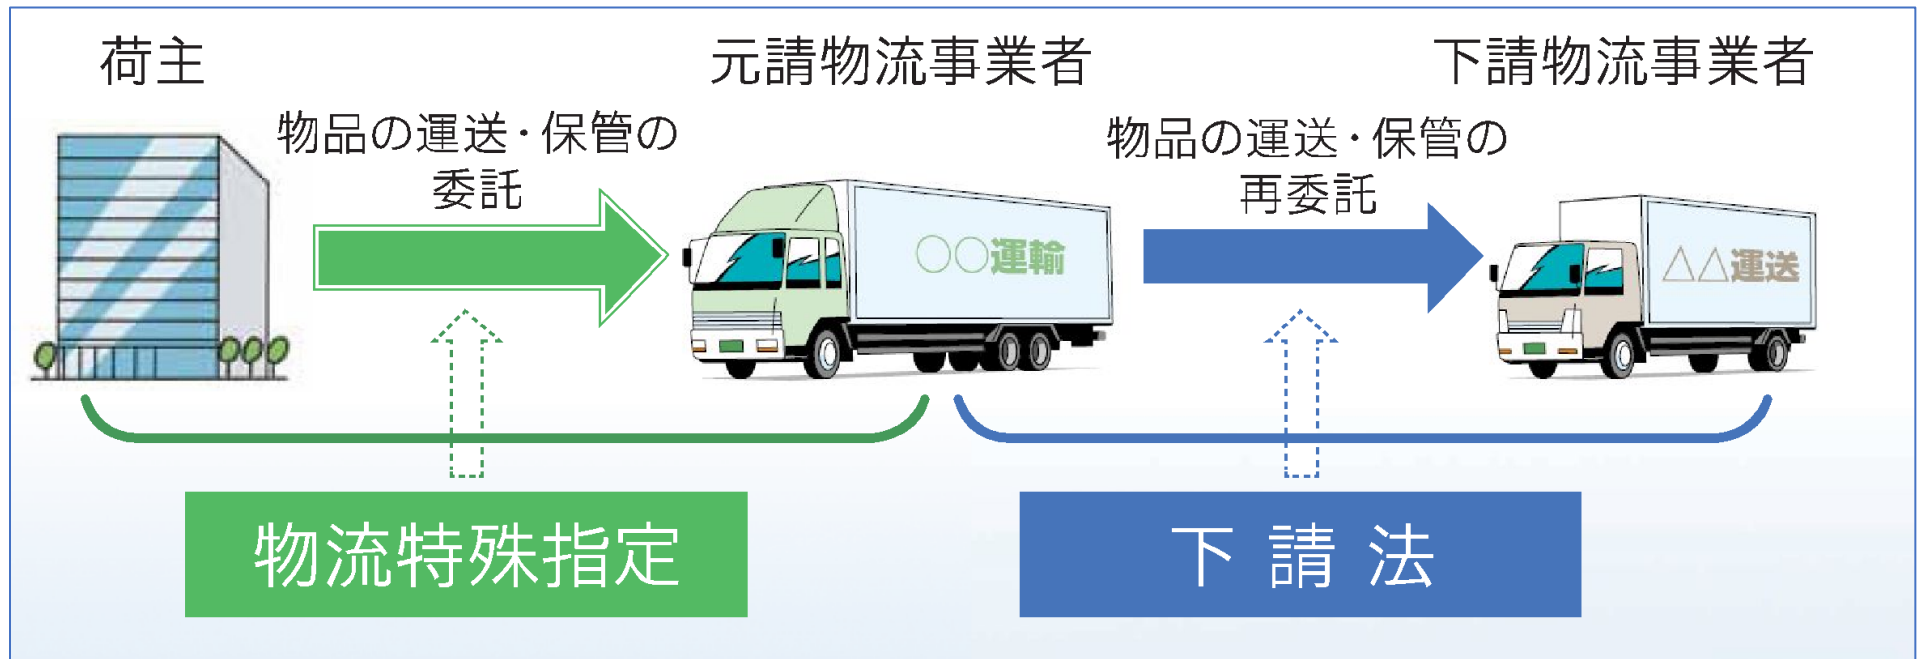 荷主
元請物流事業者
下請物流事業者
物品の運送・保管の
委託
物品の運送・保管の
再委託
○○運輸
△△運送
物流特殊指定
下請法